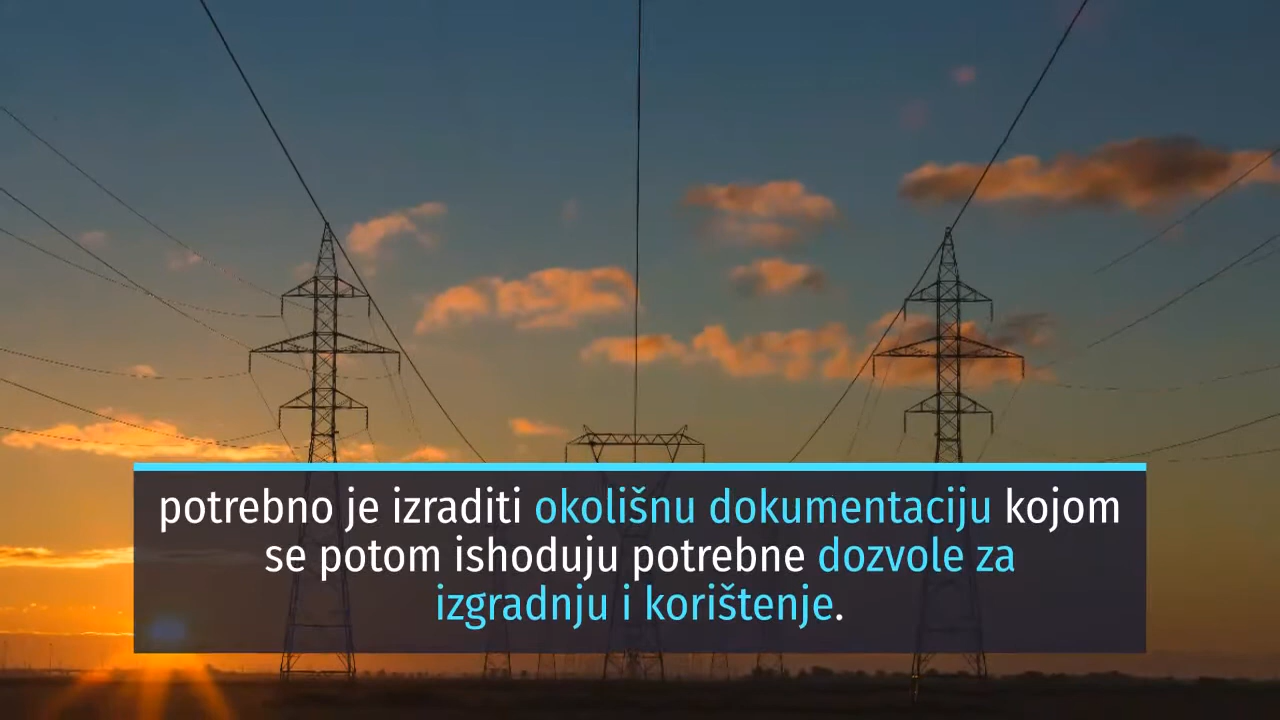 potrebno je izraditi okolišnu dokumentaciju kojom
se potom ishoduju potrebne dozvole za
izgradnju i korištenje.